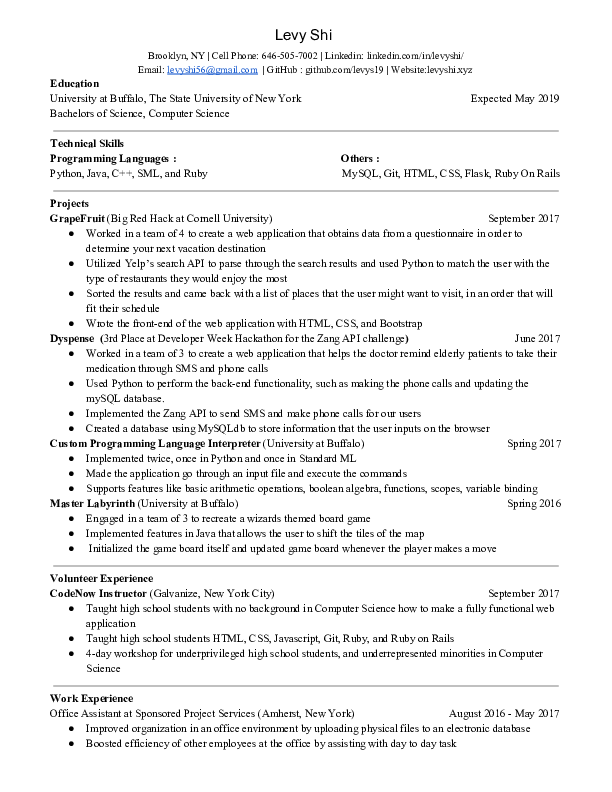 Levy Shi
Brooklyn, NY | Cell Phone: 646-505-7002 | Linkedin: linkedin.com/in/levyshi/
Email: levyshi56@gmail.com | GitHub : github.com/levys19 | Website:levyshi.xyz
Education
University at Buffalo, The State University of New York Expected May 2019
Bachelors of Science, Computer Science
Technical Skills
Programming Languages : Others :
Python, Java, C++, SML, and Ruby MySQL, Git, HTML, CSS, Flask, Ruby On Rails
Projects
GrapeFruit (Big Red Hack at Cornell University) September 2017
● Worked in a team of 4 to create a web application that obtains data from a questionnaire in order to
determine your next vacation destination
● Utilized Yelp's search API to parse through the search results and used Python to match the user with the
type of restaurants they would enjoy the most
● Sorted the results and came back with a list of places that the user might want to visit, in an order that will
fit their schedule
● Wrote the front-end of the web application with HTML, CSS, and Bootstrap
Dyspense (3rd Place at Developer Week Hackathon for the Zang API challenge) June 2017
● Worked in a team of 3 to create a web application that helps the doctor remind elderly patients to take their
medication through SMS and phone calls
● Used Python to perform the back-end functionality, such as making the phone calls and updating the
mySQL database.
● Implemented the Zang API to send SMS and make phone calls for our users
● Created a database using MySQLdb to store information that the user inputs on the browser
Custom Programming Language Interpreter (University at Buffalo) Spring 2017
● Implemented twice, once in Python and once in Standard ML
● Made the application go through an input file and execute the commands
● Supports features like basic arithmetic operations, boolean algebra, functions, scopes, variable binding
Master Labyrinth (University at Buffalo) Spring 2016
● Engaged in a team of 3 to recreate a wizards themed board game
● Implemented features in Java that allows the user to shift the tiles of the map
● Initialized the game board itself and updated game board whenever the player makes a move
Volunteer Experience
CodeNow Instructor (Galvanize, New York City) September 2017
● Taught high school students with no background in Computer Science how to make a fully functional web
application
● Taught high school students HTML, CSS, Javascript, Git, Ruby, and Ruby on Rails
● 4-day workshop for underprivileged high school students, and underrepresented minorities in Computer
Science
Work Experience
Office Assistant at Sponsored Project Services (Amherst, New York) August 2016 - May 2017
● Improved organization in an office environment by uploading physical files to an electronic database
● Boosted efficiency of other employees at the office by assisting with day to day task